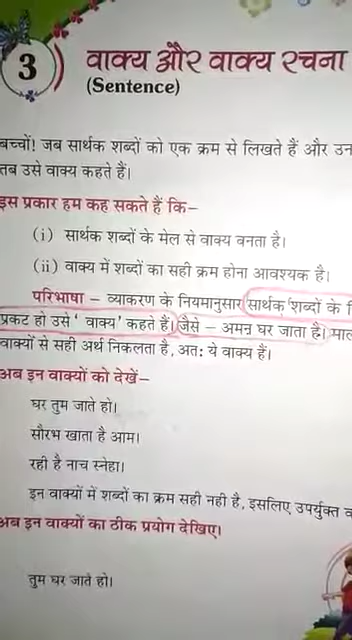 3
वाक्य और वाक्य रचना
(Sentence)
बच्चों! जब सार्थक शब्दों को एक क्रम से लिखते हैं और
तब उसे वाक्य कहते हैं।
इस प्रकार हम कह सकते हैं कि–
(i) सार्थक शब्दों के मेल से वाक्य बनता है।
(ii) वाक्य में शब्दों का सही क्रम होना आवश्यक है।
परिभाषा – व्याकरण के नियमानुसार सार्थक शब्दों के
प्रकट हो उसे ' वाक्य' कहते हैं। जैसे – अमन घर जाता है।
वाक्यों से सही अर्थ निकलता है, अत: ये वाक्य हैं।
अब इन वाक्यों को देखें–
घर तुम जाते हो।
सौरभ खाता है आम।
रही है नाच स्नेहा।
इन वाक्यों में शब्दों का क्रम सही नही है, इसलिए उपर्युक्त
अब इन वाक्यों का ठीक प्रयोग देखिए।
तुम घर जाते हो।